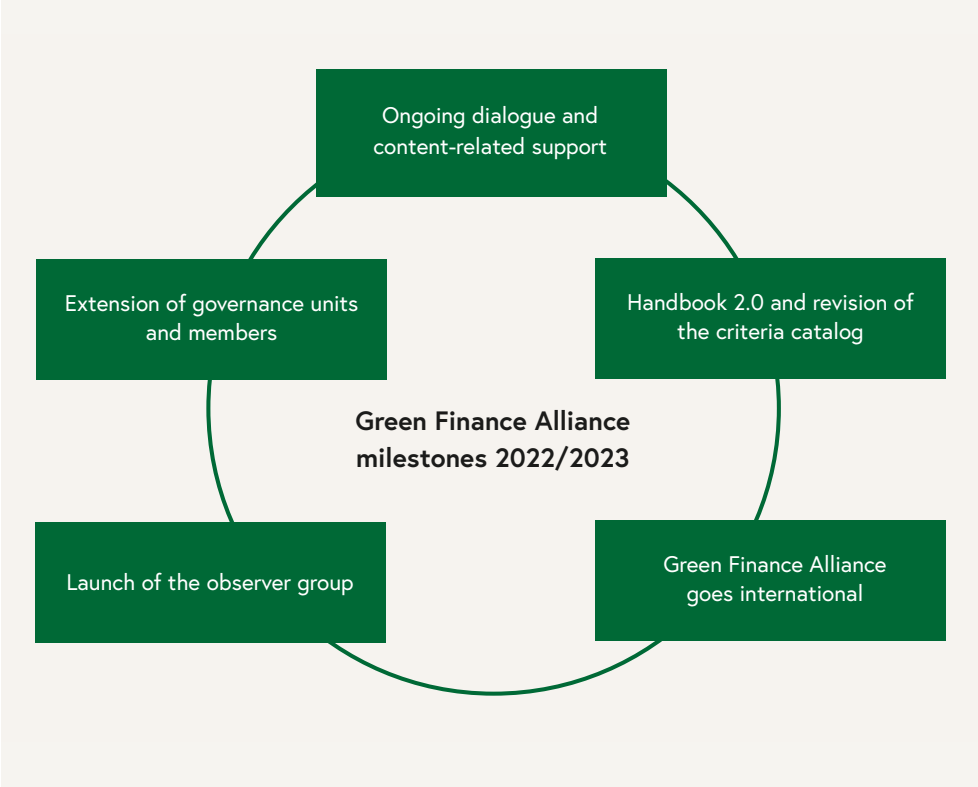 Ongoing dialogue and
content-related support
Extension of governance units
and members
Handbook 2.0 and revision of
the criteria catalog
Green Finance Alliance
milestones 2022/2023
Launch of the observer group
Green Finance Alliance
goes international